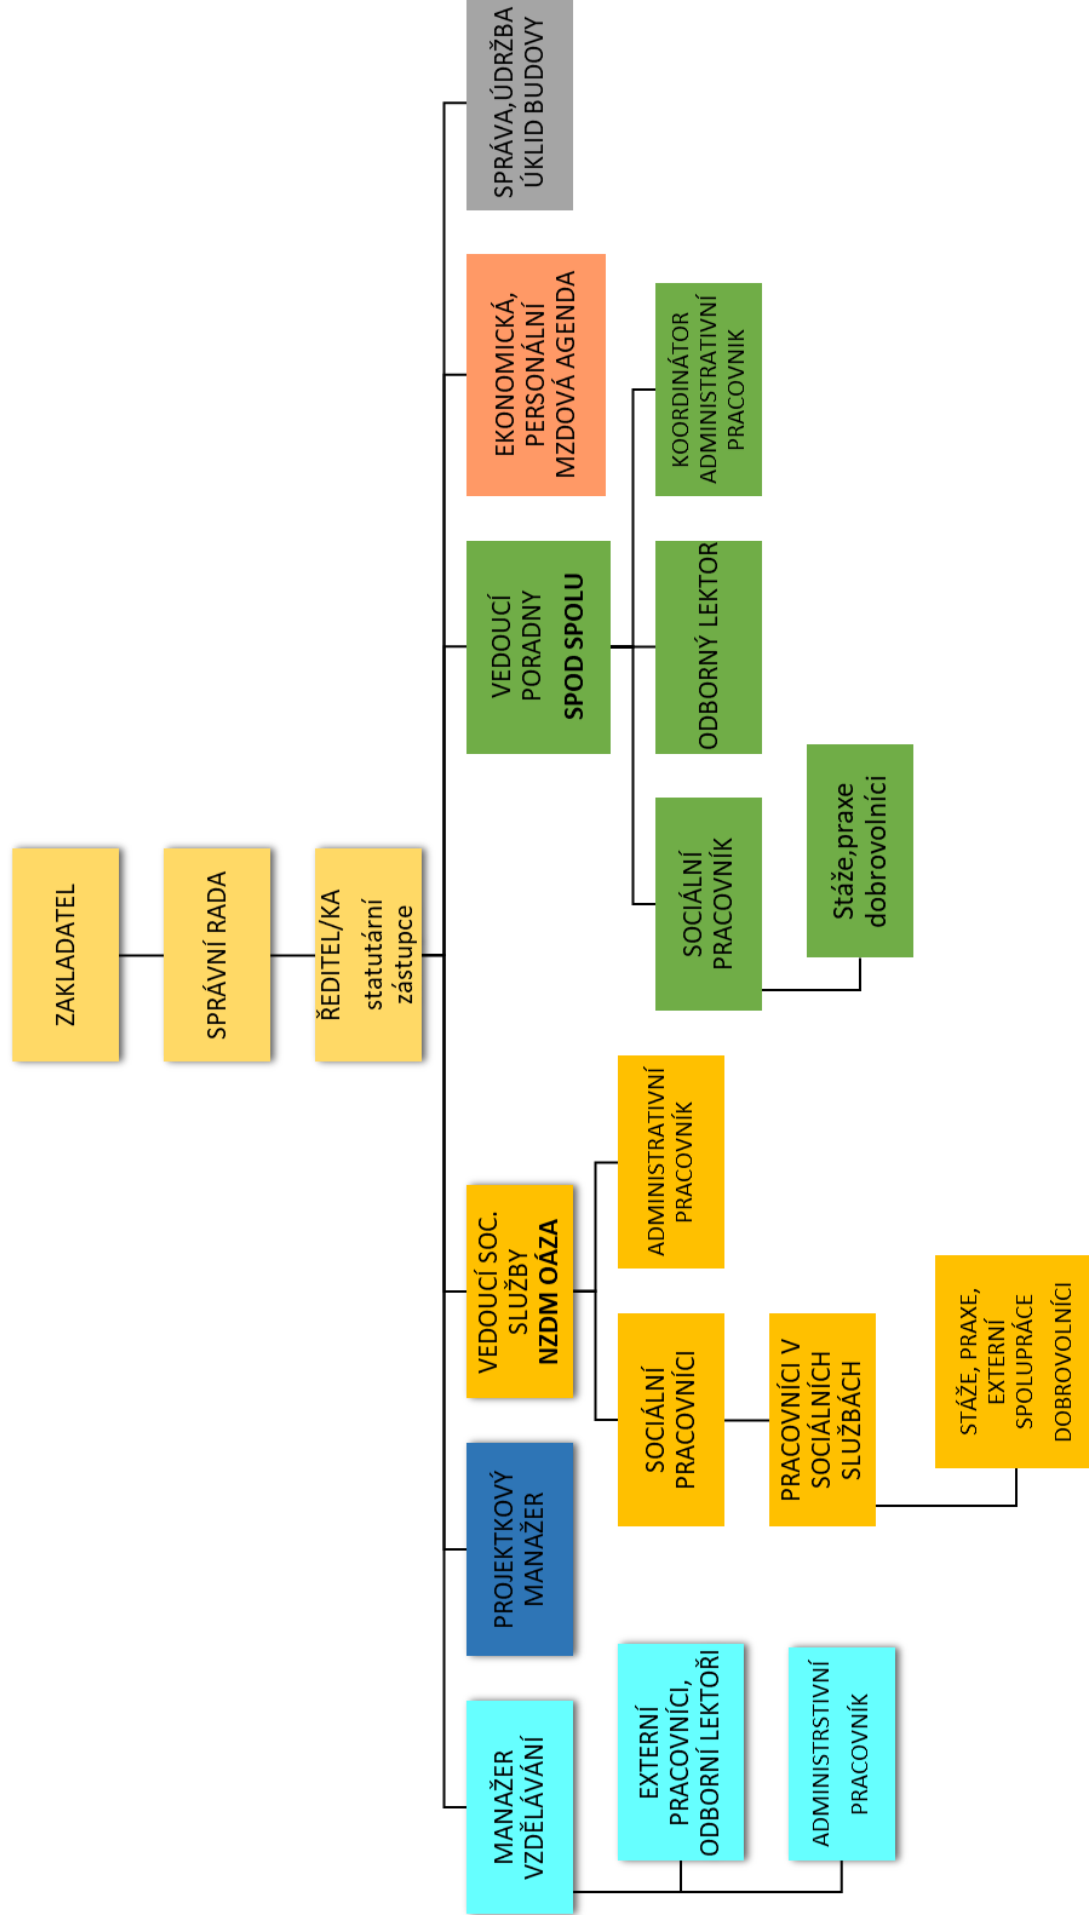 ZAKLADATEL
SPRÁVNÍ RADA
ŘEDITEL/KA
statutární
zástupce
MANAŽER
VZDĚLÁVÁNÍ
PROJEKTKOVÝ
MANAŽER
VEDOUCÍ SOC.
SLUŽBY
NZDM OÁZA
VEDOUCÍ
PORADNY
SPOD SPOLU
EKONOMICKÁ,
PERSONÁLNÍ
MZDOVÁ AGENDA
SPRÁVA,ÚDRŽBA
ÚKLID BUDOVY
EXTERNÍ
PRACOVNÍCI,
ODBORNÍ LEKTOŘI
ADMINISTRSTIVNÍ
PRACOVNÍK
SOCIÁLNÍ
PRACOVNÍCI
ADMINISTRATIVNÍ
PRACOVNÍK
PRACOVNÍCI V
SOCIÁLNÍCH
SLUŽBÁCH
STÁŽE, PRAXE,
EXTERNÍ
SPOLUPRÁCE
DOBROVOLNÍCI
SOCIÁLNÍ
PRACOVNÍK
ODBORNÝ LEKTOR
KOORDINÁTOR
ADMINISTRATIVNÍ
PRACOVNIK
Stáže,praxe
dobrovolníci